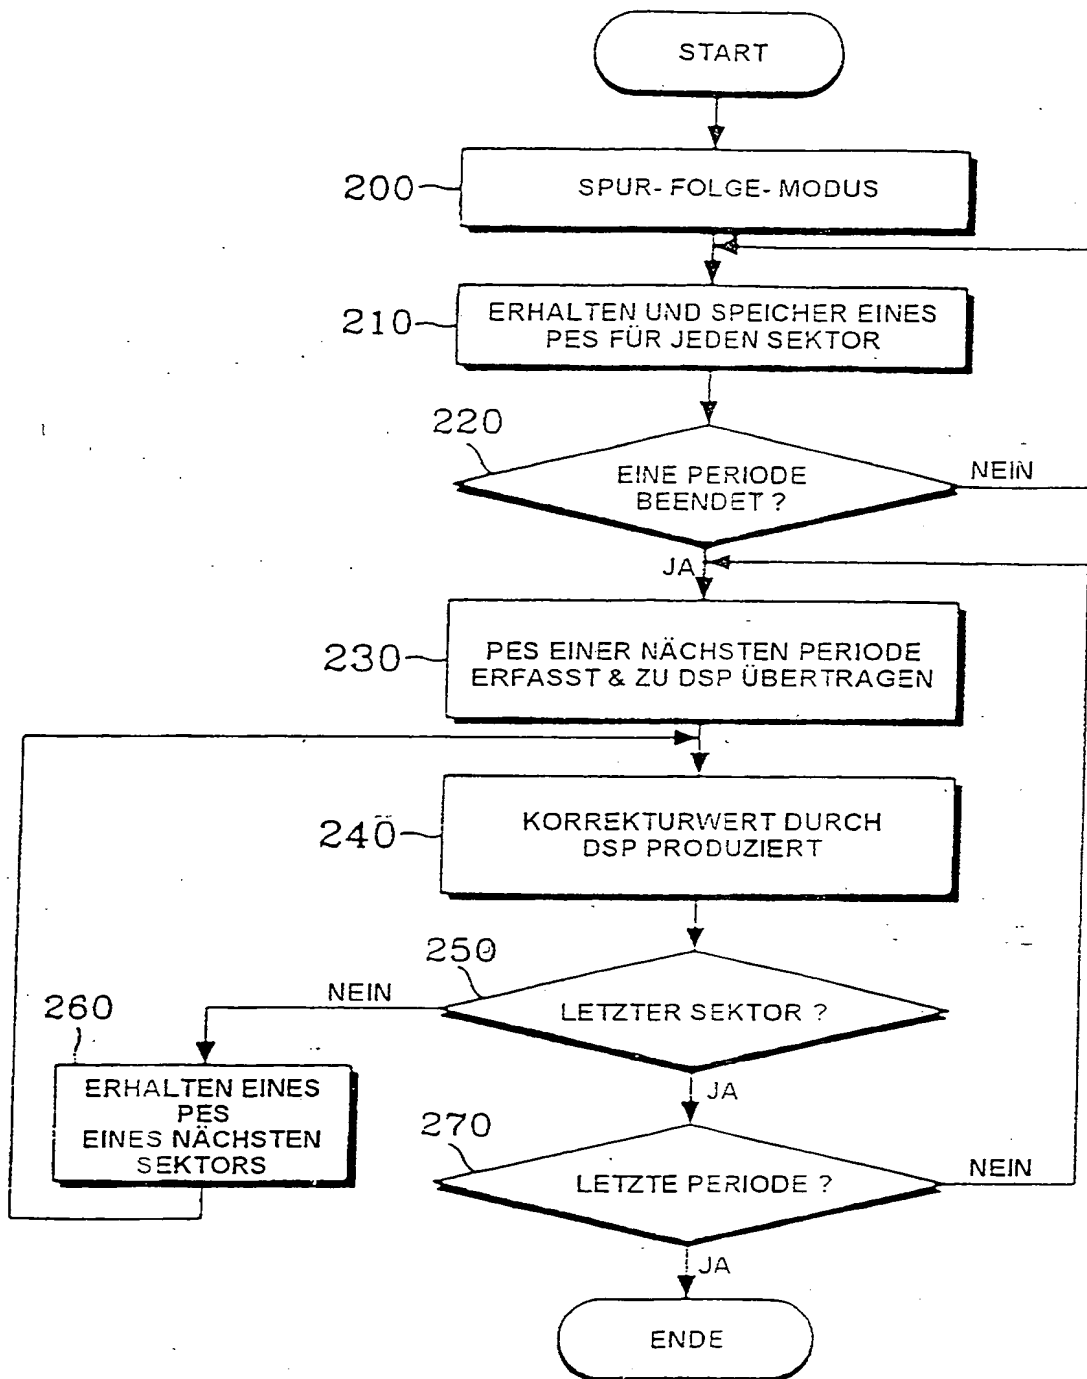 START
200
SPUR- FOLGE- MODUS
210
ERHALTEN UND SPEICHER EINES
PES FÜR JEDEN SEKTOR
220
EINE PERIODE
BEENDET ?
NEIN
JA
230
PES EINER NÄCHSTEN PERIODE
ERFASST & ZU DSP ÜBERTRAGEN
240
KORREKTURWERT DURCH
DSP PRODUZIERT
250
NEIN
LETZTER SEKTOR ?
260
JA
ERHALTEN EINES
PES
EINES NÄCHSTEN
SEKTORS
270
LETZTE PERIODE ?
NEIN
JA
ENDE